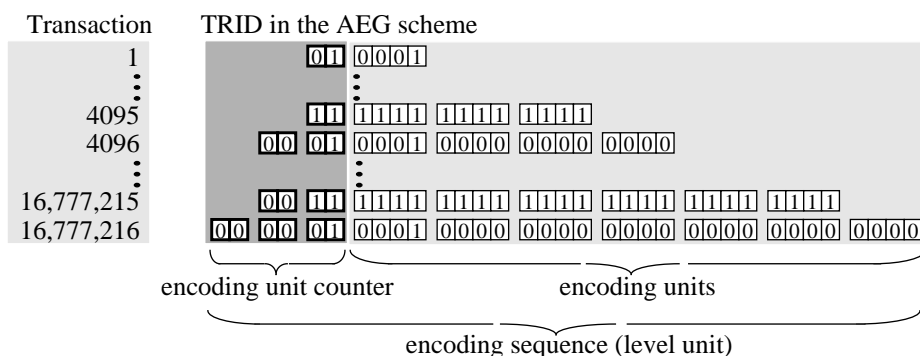 Transaction TRID in the AEG scheme
1 01 0001
4095 11 1111 1111 1111
4096 00 01 0001 0000 0000 0000
16,777,215 00 11 1111 1111 1111 1111 1111 1111
16,777,216 00 00 01 0001 0000 0000 0000 0000 0000 0000
encoding unit counter encoding units
encoding sequence (level unit)